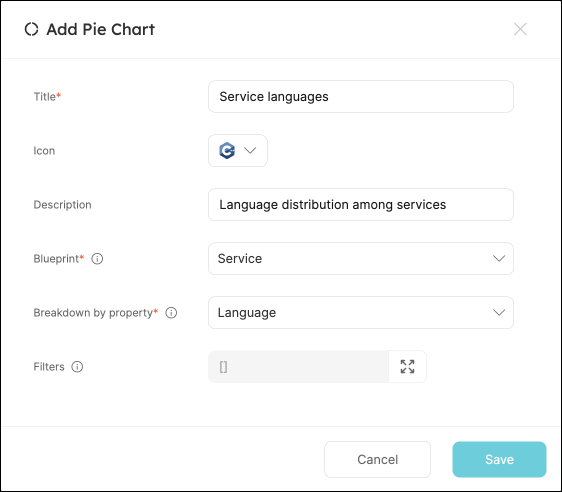 Add Pie Chart
Title*
Service languages
Icon
Description
Language distribution among services
Blueprint*
Service
Breakdown by property*
Language
Filters
[]
Cancel
Save